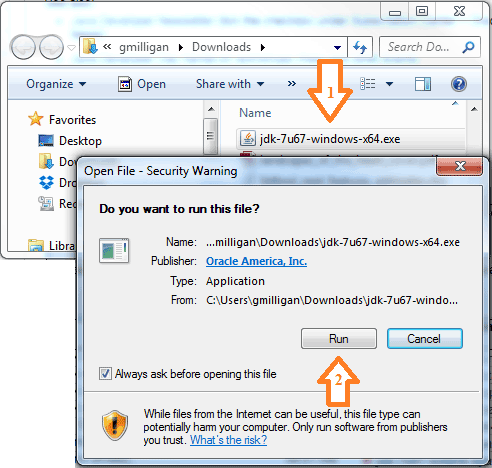 gmilligan ▸ Downloads ▸
Search Do...
Organize
Open
Share with
»
Favorites
Desktop
Name
1
jdk-7u67-windows-x64.exe
Open File - Security Warning
Do you want to run this file?
Name: ...milligan\Downloads\jdk-7u67-windows-x64.exe
Publisher: Oracle America, Inc.
Type: Application
From: C:\Users\gmilligan\Downloads\jdk-7u67-windo...
Run
Cancel
2
Always ask before opening this file
While files from the Internet can be useful, this file type can
potentially harm your computer. Only run software from publishers
you trust. What's the risk?